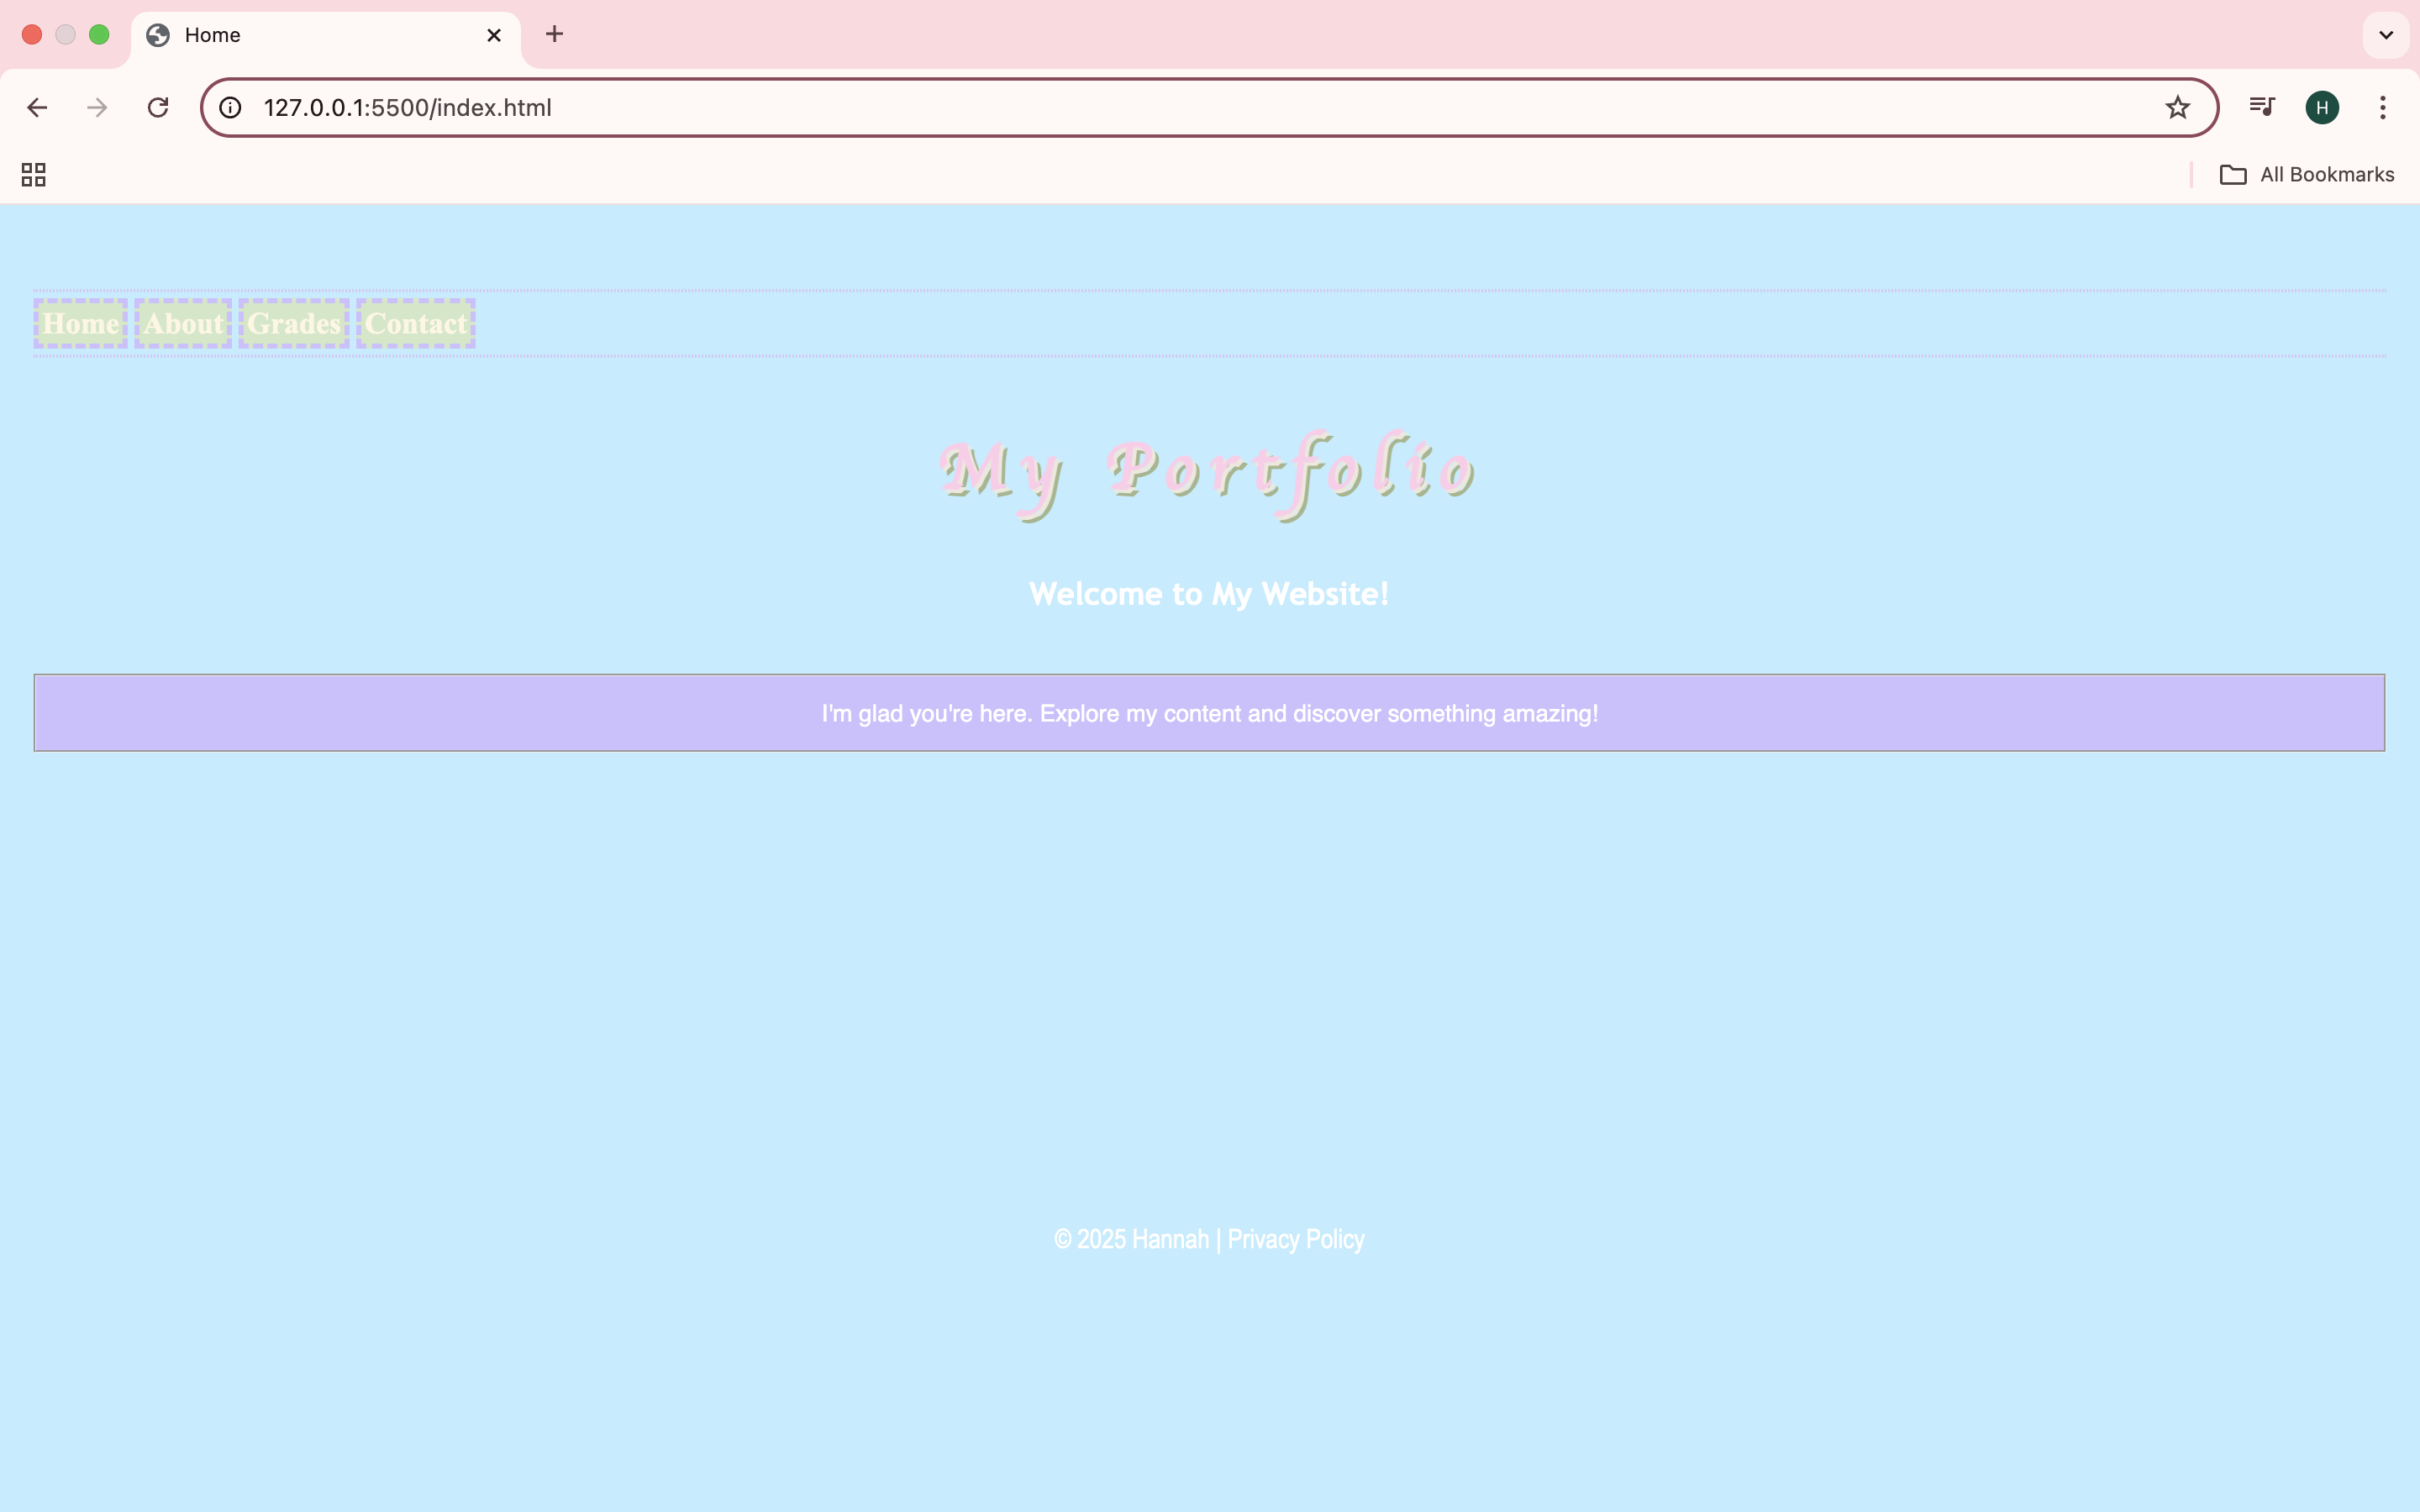 Home
127.0.0.1:5500/index.html
H
All Bookmarks
Home About Grades Contact
My Portfolio
Welcome to My Website!
I'm glad you're here. Explore my content and discover something amazing!
© 2025 Hannah | Privacy Policy